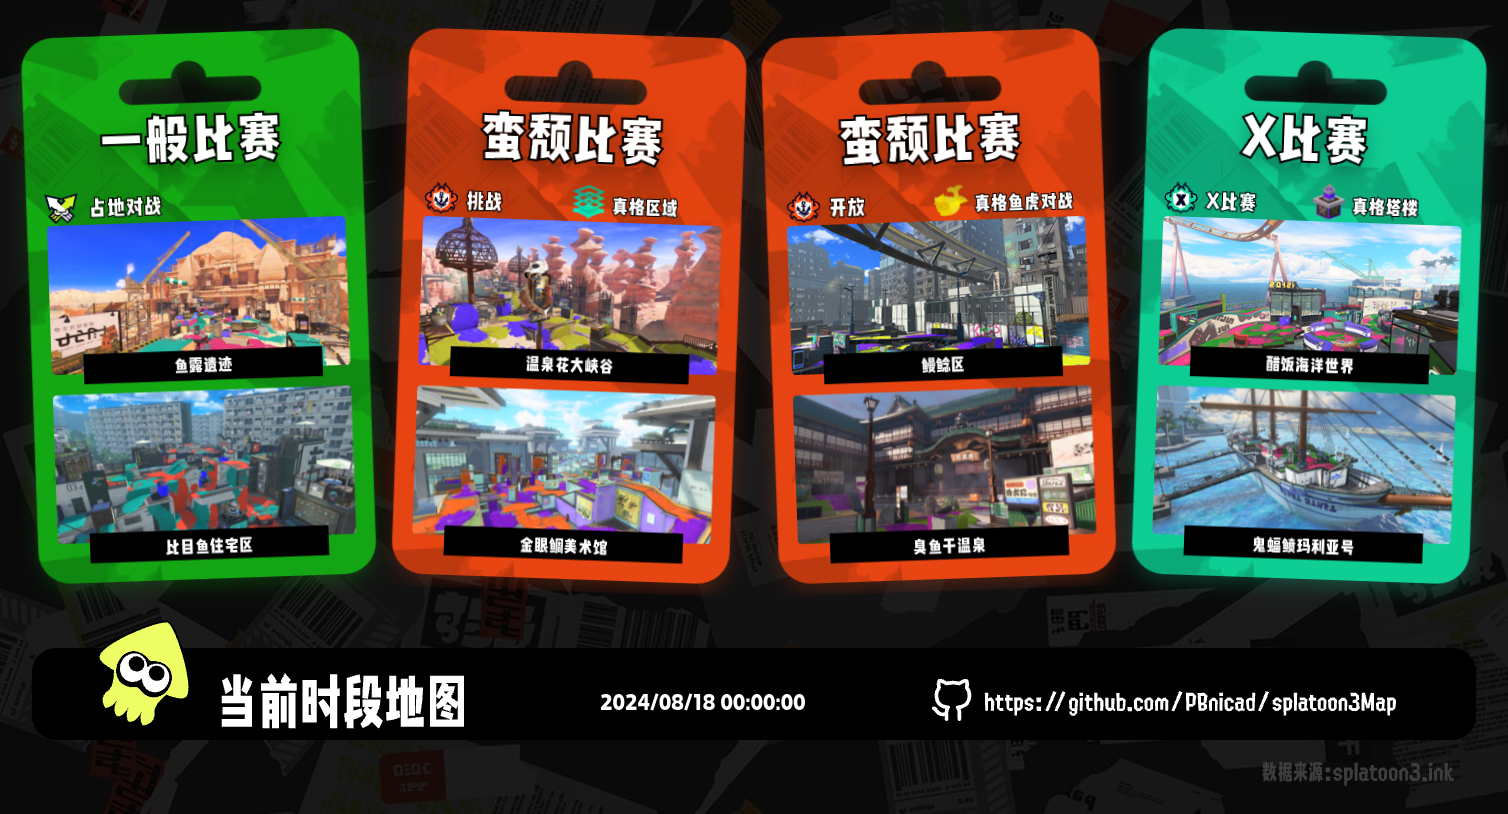 一般比赛
占地对战
鱼露遗迹
比目鱼住宅区
蛮颓比赛
挑战
真格区域
温泉花大峡谷
金眼鲷美术馆
蛮颓比赛
开放
真格鱼虎对战
鳗鲶区
臭鱼干温泉
X比赛
X比赛
真格塔楼
醋饭海洋世界
鬼蝠鲼玛利亚号
当前时段地图
2024/08/18 00:00:00
https://github.com/PBnicad/splatoon3Map
数据来源:splatoon3.ink